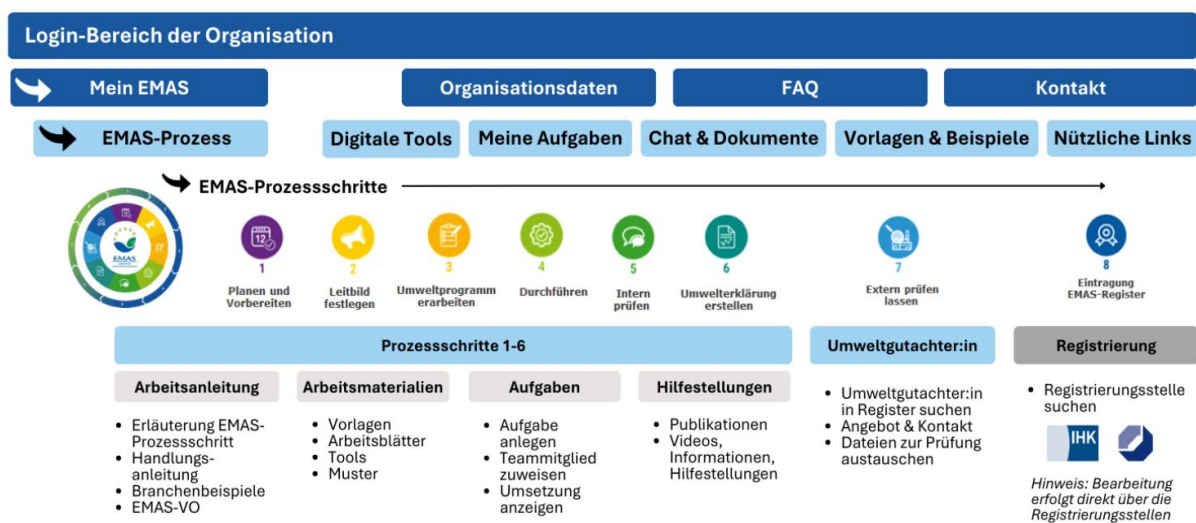 Login-Bereich der Organisation
Mein EMAS
Organisationsdaten
FAQ
Kontakt
EMAS-Prozess
Digitale Tools
Meine Aufgaben
Chat & Dokumente
Vorlagen & Beispiele
Nützliche Links
EMAS-Prozessschritte
EMAS
12
1
Planen und
Vorbereiten
2
Leitbild
festlegen
3
Umweltprogramm
erarbeiten
4
Durchführen
5
Intern
prüfen
6
Umwelterklärung
erstellen
7
Extern prüfen
lassen
8
Eintragung
EMAS-Register
Prozessschritte 1-6
Umweltgutachter:in
Registrierung
Arbeitsanleitung
• Erläuterung EMAS-
Prozessschritt
• Handlungs-
anleitung
• Branchenbeispiele
• EMAS-VO
Arbeitsmaterialien
• Vorlagen
• Arbeitsblätter
• Tools
• Muster
Aufgaben
• Aufgabe
anlegen
• Teammitglied
zuweisen
• Umsetzung
anzeigen
Hilfestellungen
• Publikationen
• Videos,
Informationen,
Hilfestellungen
• Umweltgutachter:in
in Register suchen
• Angebot & Kontakt
• Dateien zur Prüfung
austauschen
• Registrierungsstelle
suchen
IHK
Hinweis: Bearbeitung
erfolgt direkt über die
Registrierungsstellen